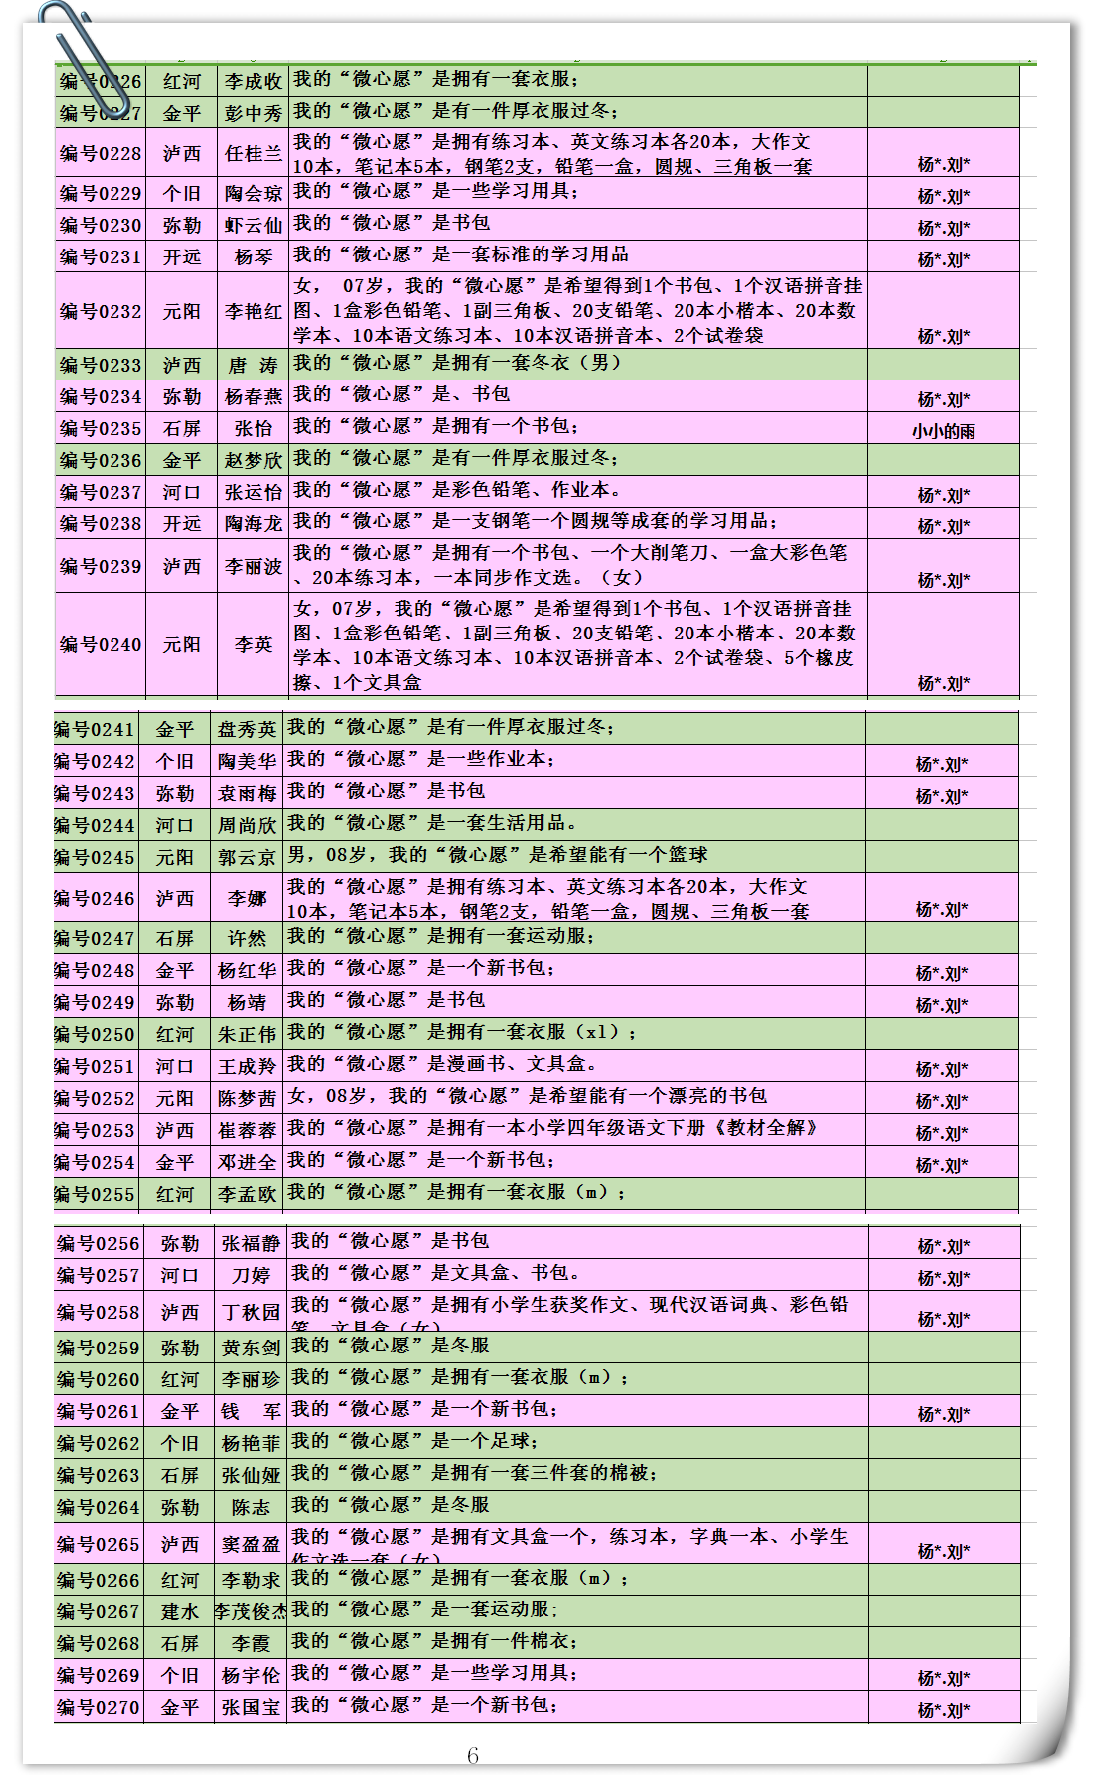 编号0226 红河 李成收 我的“微心愿”是拥有一套衣服；
编号0227 金平 彭中秀 我的“微心愿”是有一件厚衣服过冬；
编号0228 泸西 任桂兰 我的“微心愿”是拥有练习本、英文练习本各20本，大作文
10本，笔记本5本，钢笔2支，铅笔一盒，圆规、三角板一套 杨*.刘*
编号0229 个旧 陶会琼 我的“微心愿”是一些学习用具； 杨*.刘*
编号0230 弥勒 虾云仙 我的“微心愿”是书包 杨*.刘*
编号0231 开远 杨琴 我的“微心愿”是一套标准的学习用品 杨*.刘*
编号0232 元阳 李艳红 女， 07岁，我的“微心愿”是希望得到1个书包、1个汉语拼音挂
图、1盒彩色铅笔、1副三角板、20支铅笔、20本小楷本、20本数
学本、10本语文练习本、10本汉语拼音本、2个试卷袋 杨*.刘*
编号0233 泸西 唐 涛 我的“微心愿”是拥有一套冬衣（男）
编号0234 弥勒 杨春燕 我的“微心愿”是、书包 杨*.刘*
编号0235 石屏 张怡 我的“微心愿”是拥有一个书包； 小小的雨
编号0236 金平 赵梦欣 我的“微心愿”是有一件厚衣服过冬；
编号0237 河口 张运怡 我的“微心愿”是彩色铅笔、作业本。 杨*.刘*
编号0238 开远 陶海龙 我的“微心愿”是一支钢笔一个圆规等成套的学习用品； 杨*.刘*
编号0239 泸西 李丽波 我的“微心愿”是拥有一个书包、一个大削笔刀、一盒大彩色笔
、20本练习本，一本同步作文选。（女） 杨*.刘*
编号0240 元阳 李英 女，07岁，我的“微心愿”是希望得到1个书包、1个汉语拼音挂
图、1盒彩色铅笔、1副三角板、20支铅笔、20本小楷本、20本数
学本、10本语文练习本、10本汉语拼音本、2个试卷袋、5个橡皮
擦、1个文具盒 杨*.刘*
编号0241 金平 盘秀英 我的“微心愿”是有一件厚衣服过冬；
编号0242 个旧 陶美华 我的“微心愿”是一些作业本； 杨*.刘*
编号0243 弥勒 袁雨梅 我的“微心愿”是书包 杨*.刘*
编号0244 河口 周尚欣 我的“微心愿”是一套生活用品。
编号0245 元阳 郭云京 男，08岁，我的“微心愿”是希望能有一个篮球
编号0246 泸西 李娜 我的“微心愿”是拥有练习本、英文练习本各20本，大作文
10本，笔记本5本，钢笔2支，铅笔一盒，圆规、三角板一套 杨*.刘*
编号0247 石屏 许然 我的“微心愿”是拥有一套运动服；
编号0248 金平 杨红华 我的“微心愿”是一个新书包； 杨*.刘*
编号0249 弥勒 杨靖 我的“微心愿”是书包 杨*.刘*
编号0250 红河 朱正伟 我的“微心愿”是拥有一套衣服（xl）；
编号0251 河口 王成羚 我的“微心愿”是漫画书、文具盒。 杨*.刘*
编号0252 元阳 陈梦茜 女，08岁，我的“微心愿”是希望能有一个漂亮的书包 杨*.刘*
编号0253 泸西 崔蓉蓉 我的“微心愿”是拥有一本小学四年级语文下册《教材全解》 杨*.刘*
编号0254 金平 邓进全 我的“微心愿”是一个新书包； 杨*.刘*
编号0255 红河 李孟欧 我的“微心愿”是拥有一套衣服（m）；
编号0256 弥勒 张福静 我的“微心愿”是书包 杨*.刘*
编号0257 河口 刀婷 我的“微心愿”是文具盒、书包。 杨*.刘*
编号0258 泸西 丁秋园 我的“微心愿”是拥有小学生获奖作文、现代汉语词典、彩色铅
笔、文具盒（女） 杨*.刘*
编号0259 弥勒 黄东剑 我的“微心愿”是冬服
编号0260 红河 李丽珍 我的“微心愿”是拥有一套衣服（m）；
编号0261 金平 钱 军 我的“微心愿”是一个新书包； 杨*.刘*
编号0262 个旧 杨艳菲 我的“微心愿”是一个足球；
编号0263 石屏 张仙娅 我的“微心愿”是拥有一套三件套的棉被；
编号0264 弥勒 陈志 我的“微心愿”是冬服
编号0265 泸西 窦盈盈 我的“微心愿”是拥有文具盒一个，练习本，字典一本、小学生
作文选一套（女） 杨*.刘*
编号0266 红河 李勒求 我的“微心愿”是拥有一套衣服（m）；
编号0267 建水 李茂俊杰 我的“微心愿”是一套运动服；
编号0268 石屏 李霞 我的“微心愿”是拥有一件棉衣；
编号0269 个旧 杨宇伦 我的“微心愿”是一些学习用具； 杨*.刘*
编号0270 金平 张国宝 我的“微心愿”是一个新书包； 杨*.刘*
6